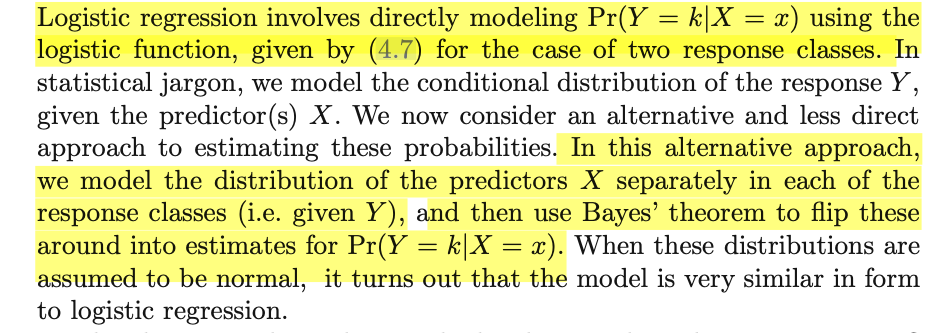 Logistic regression involves directly modeling Pr(Y = k|X = x) using the
logistic function, given by (4.7) for the case of two response classes. In
statistical jargon, we model the conditional distribution of the response Y,
given the predictor(s) X. We now consider an alternative and less direct
approach to estimating these probabilities. In this alternative approach,
we model the distribution of the predictors X separately in each of the
response classes (i.e. given Y), and then use Bayes’ theorem to flip these
around into estimates for Pr(Y = k|X = x). When these distributions are
assumed to be normal, it turns out that the model is very similar in form
to logistic regression.